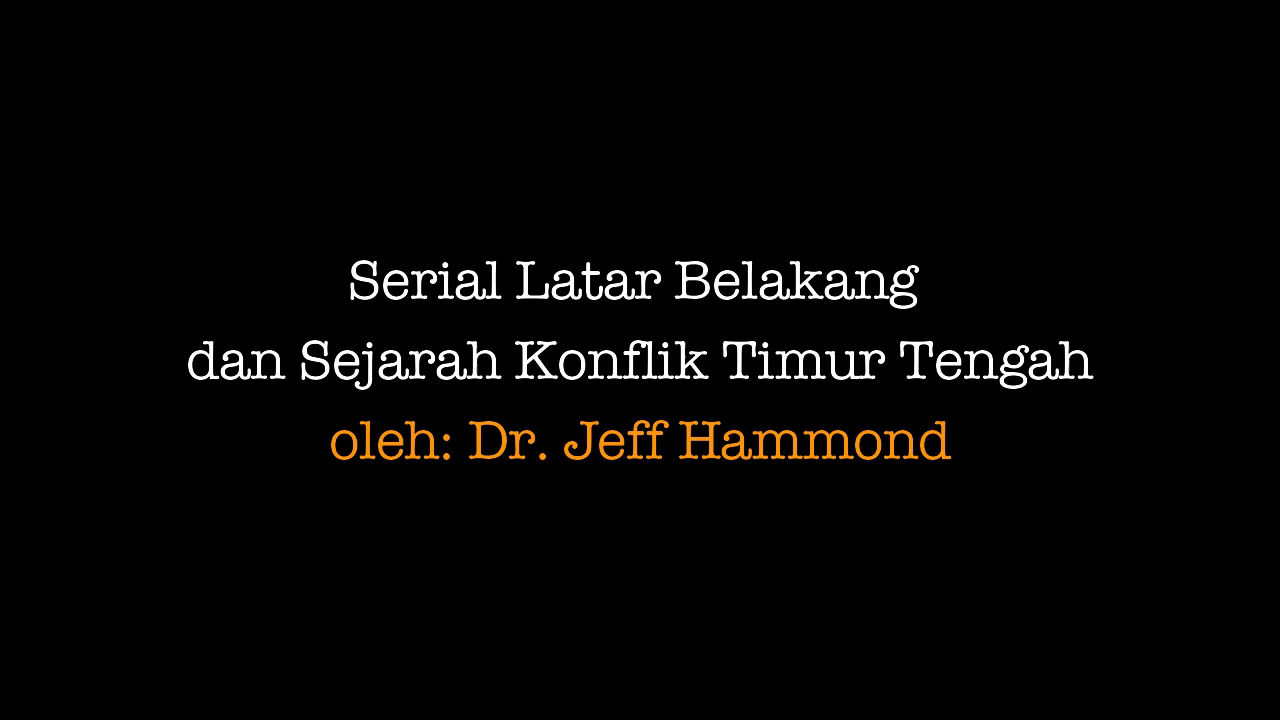 Serial Latar Belakang
dan Sejarah Konflik Timur Tengah
oleh: Dr. Jeff Hammond